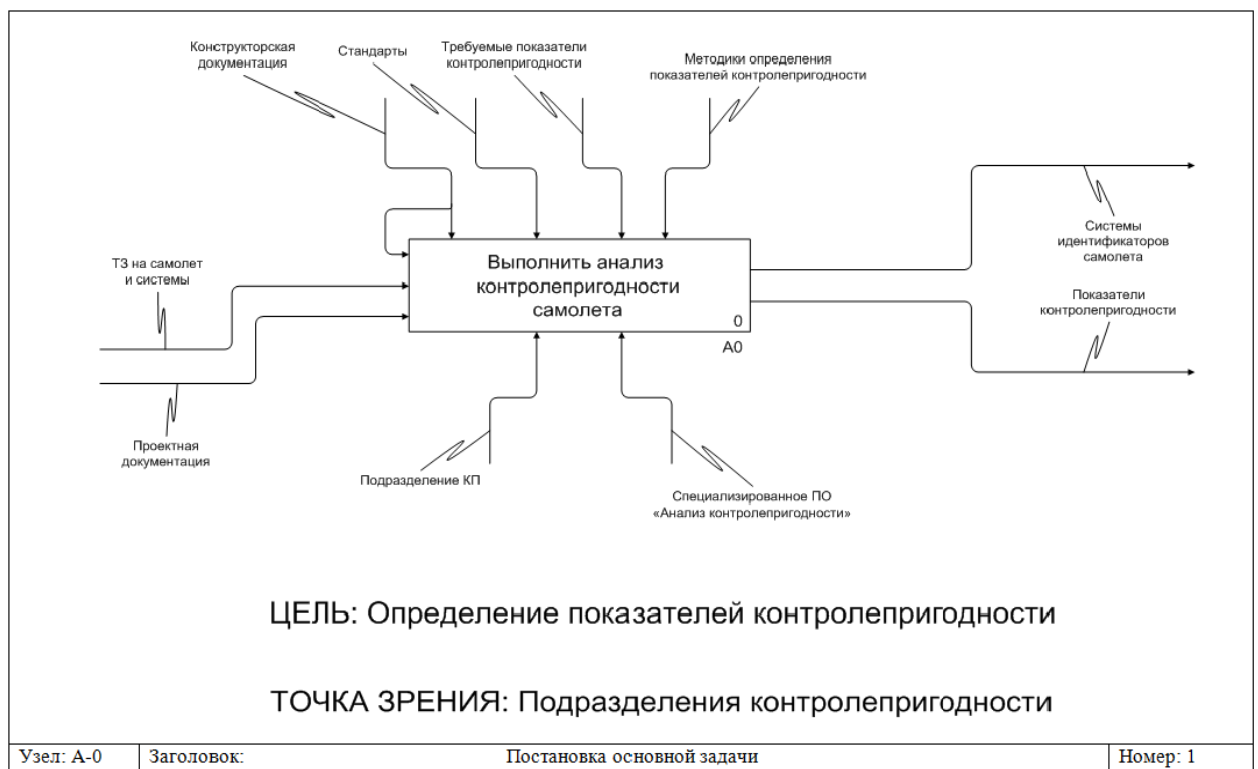 Конструкторская
документация
Стандарты
Требуемые показатели
контролепригодности
Методики определения
показателей контролепригодности
Системы
идентификаторов
самолета
ТЗ на самолет
и системы
Выполнить анализ
контролепригодности
самолета
0
А0
Показатели
контролепригодности
Проектная
документация
Подразделение КП
Специализированное ПО
«Анализ контролепригодности»
ЦЕЛЬ: Определение показателей контролепригодности
ТОЧКА ЗРЕНИЯ: Подразделения контролепригодности
Узел: А-0
Заголовок:
Постановка основной задачи
Номер: 1